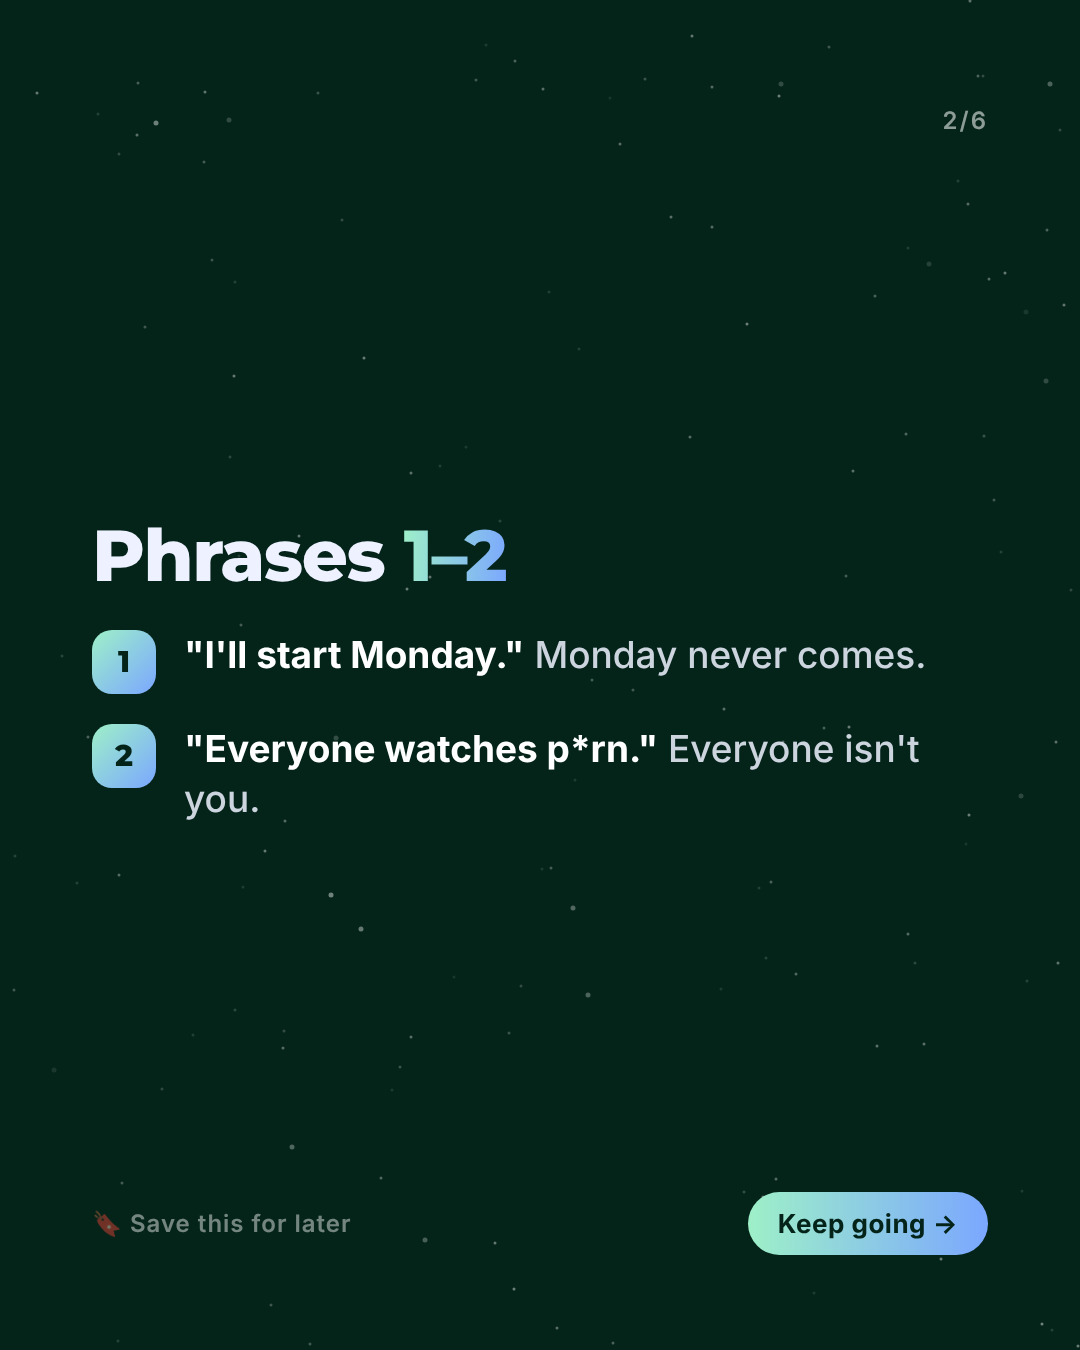 2/6
Phrases 1–2
1 "I'll start Monday." Monday never comes.
2 "Everyone watches p*rn." Everyone isn't
you.
Save this for later
Keep going →